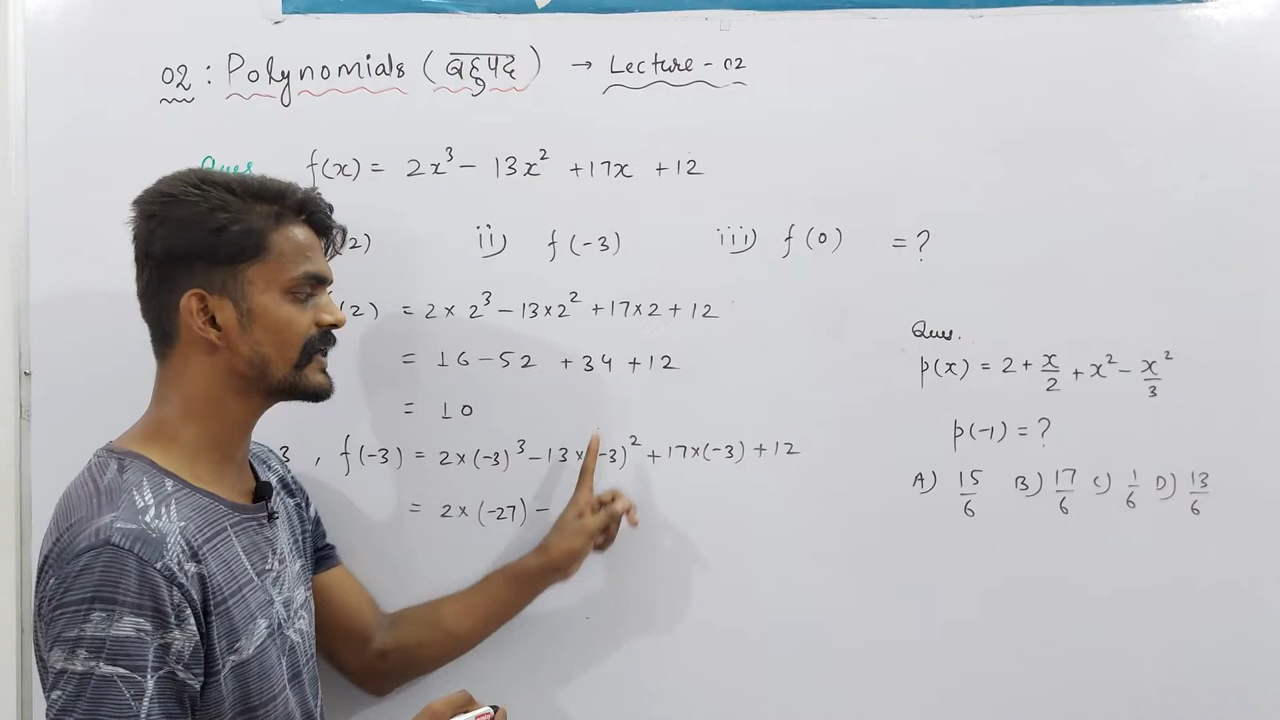 02 : Polynomials (बहुपद) → Lecture - 02
Ques f(x) = 2x³ - 13x² + 17x + 12
2) ii) f(-3) iii) f(0) = ?
(2) = 2 × 2³ - 13×2² + 17×2 + 12
= 16 - 52 + 34 + 12
= 10
3 , f(-3) = 2×(-3)³ - 13×(-3)² + 17×(-3) + 12
= 2×(-27) -
Ques.
p(x) = 2 + x/2 + x² - x²/3
p(-1) = ?
A) 15/6 B) 17/6 C) 1/6 D) 13/6